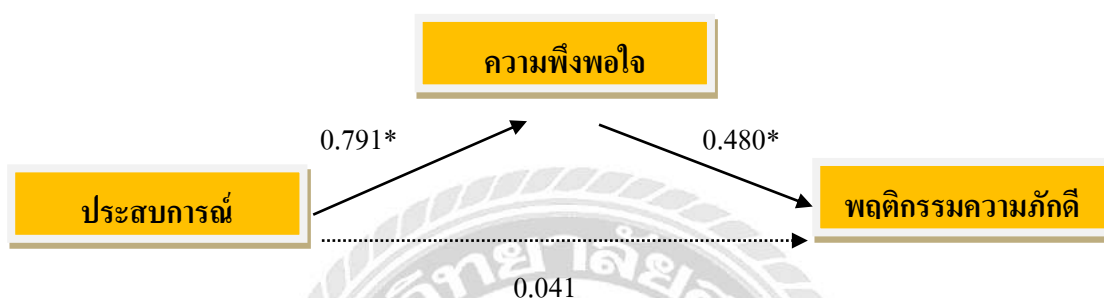 ความพึงพอใจ
0.791*
0.480*
ประสบการณ์
พฤติกรรมความภักดี
0.041